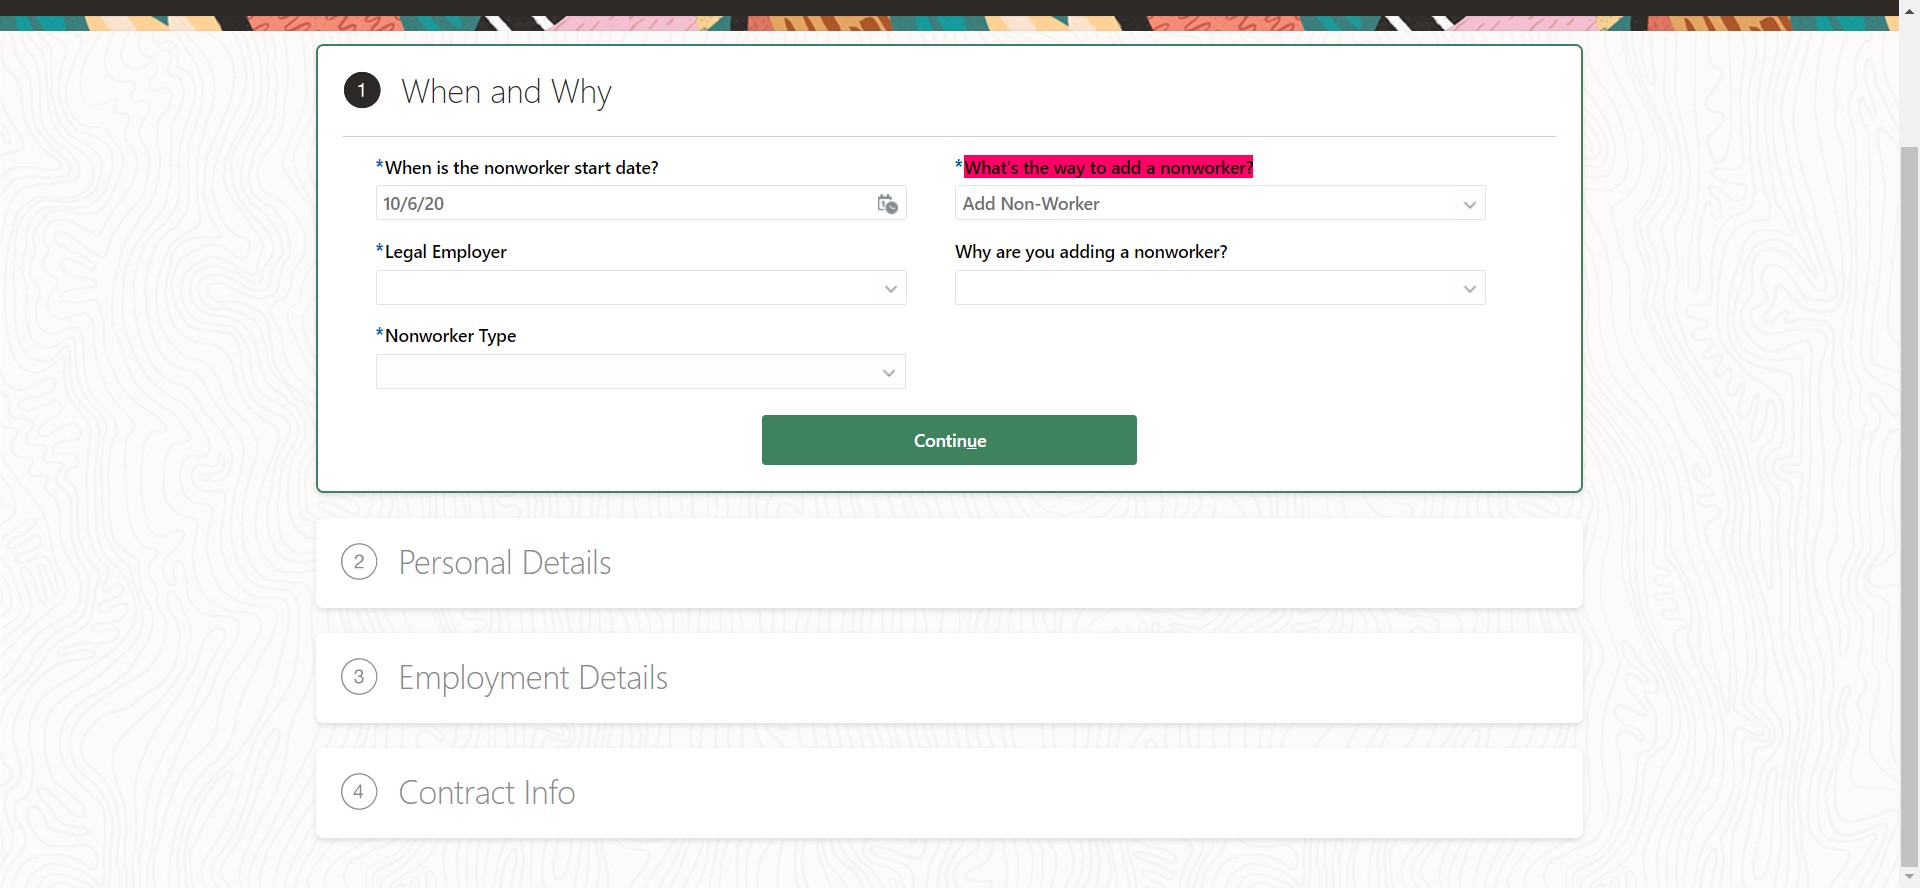 1 When and Why
*When is the nonworker start date?
*What's the way to add a nonworker?
10/6/20
Add Non-Worker
*Legal Employer
Why are you adding a nonworker?
*Nonworker Type
Continue
2 Personal Details
3 Employment Details
4 Contract Info